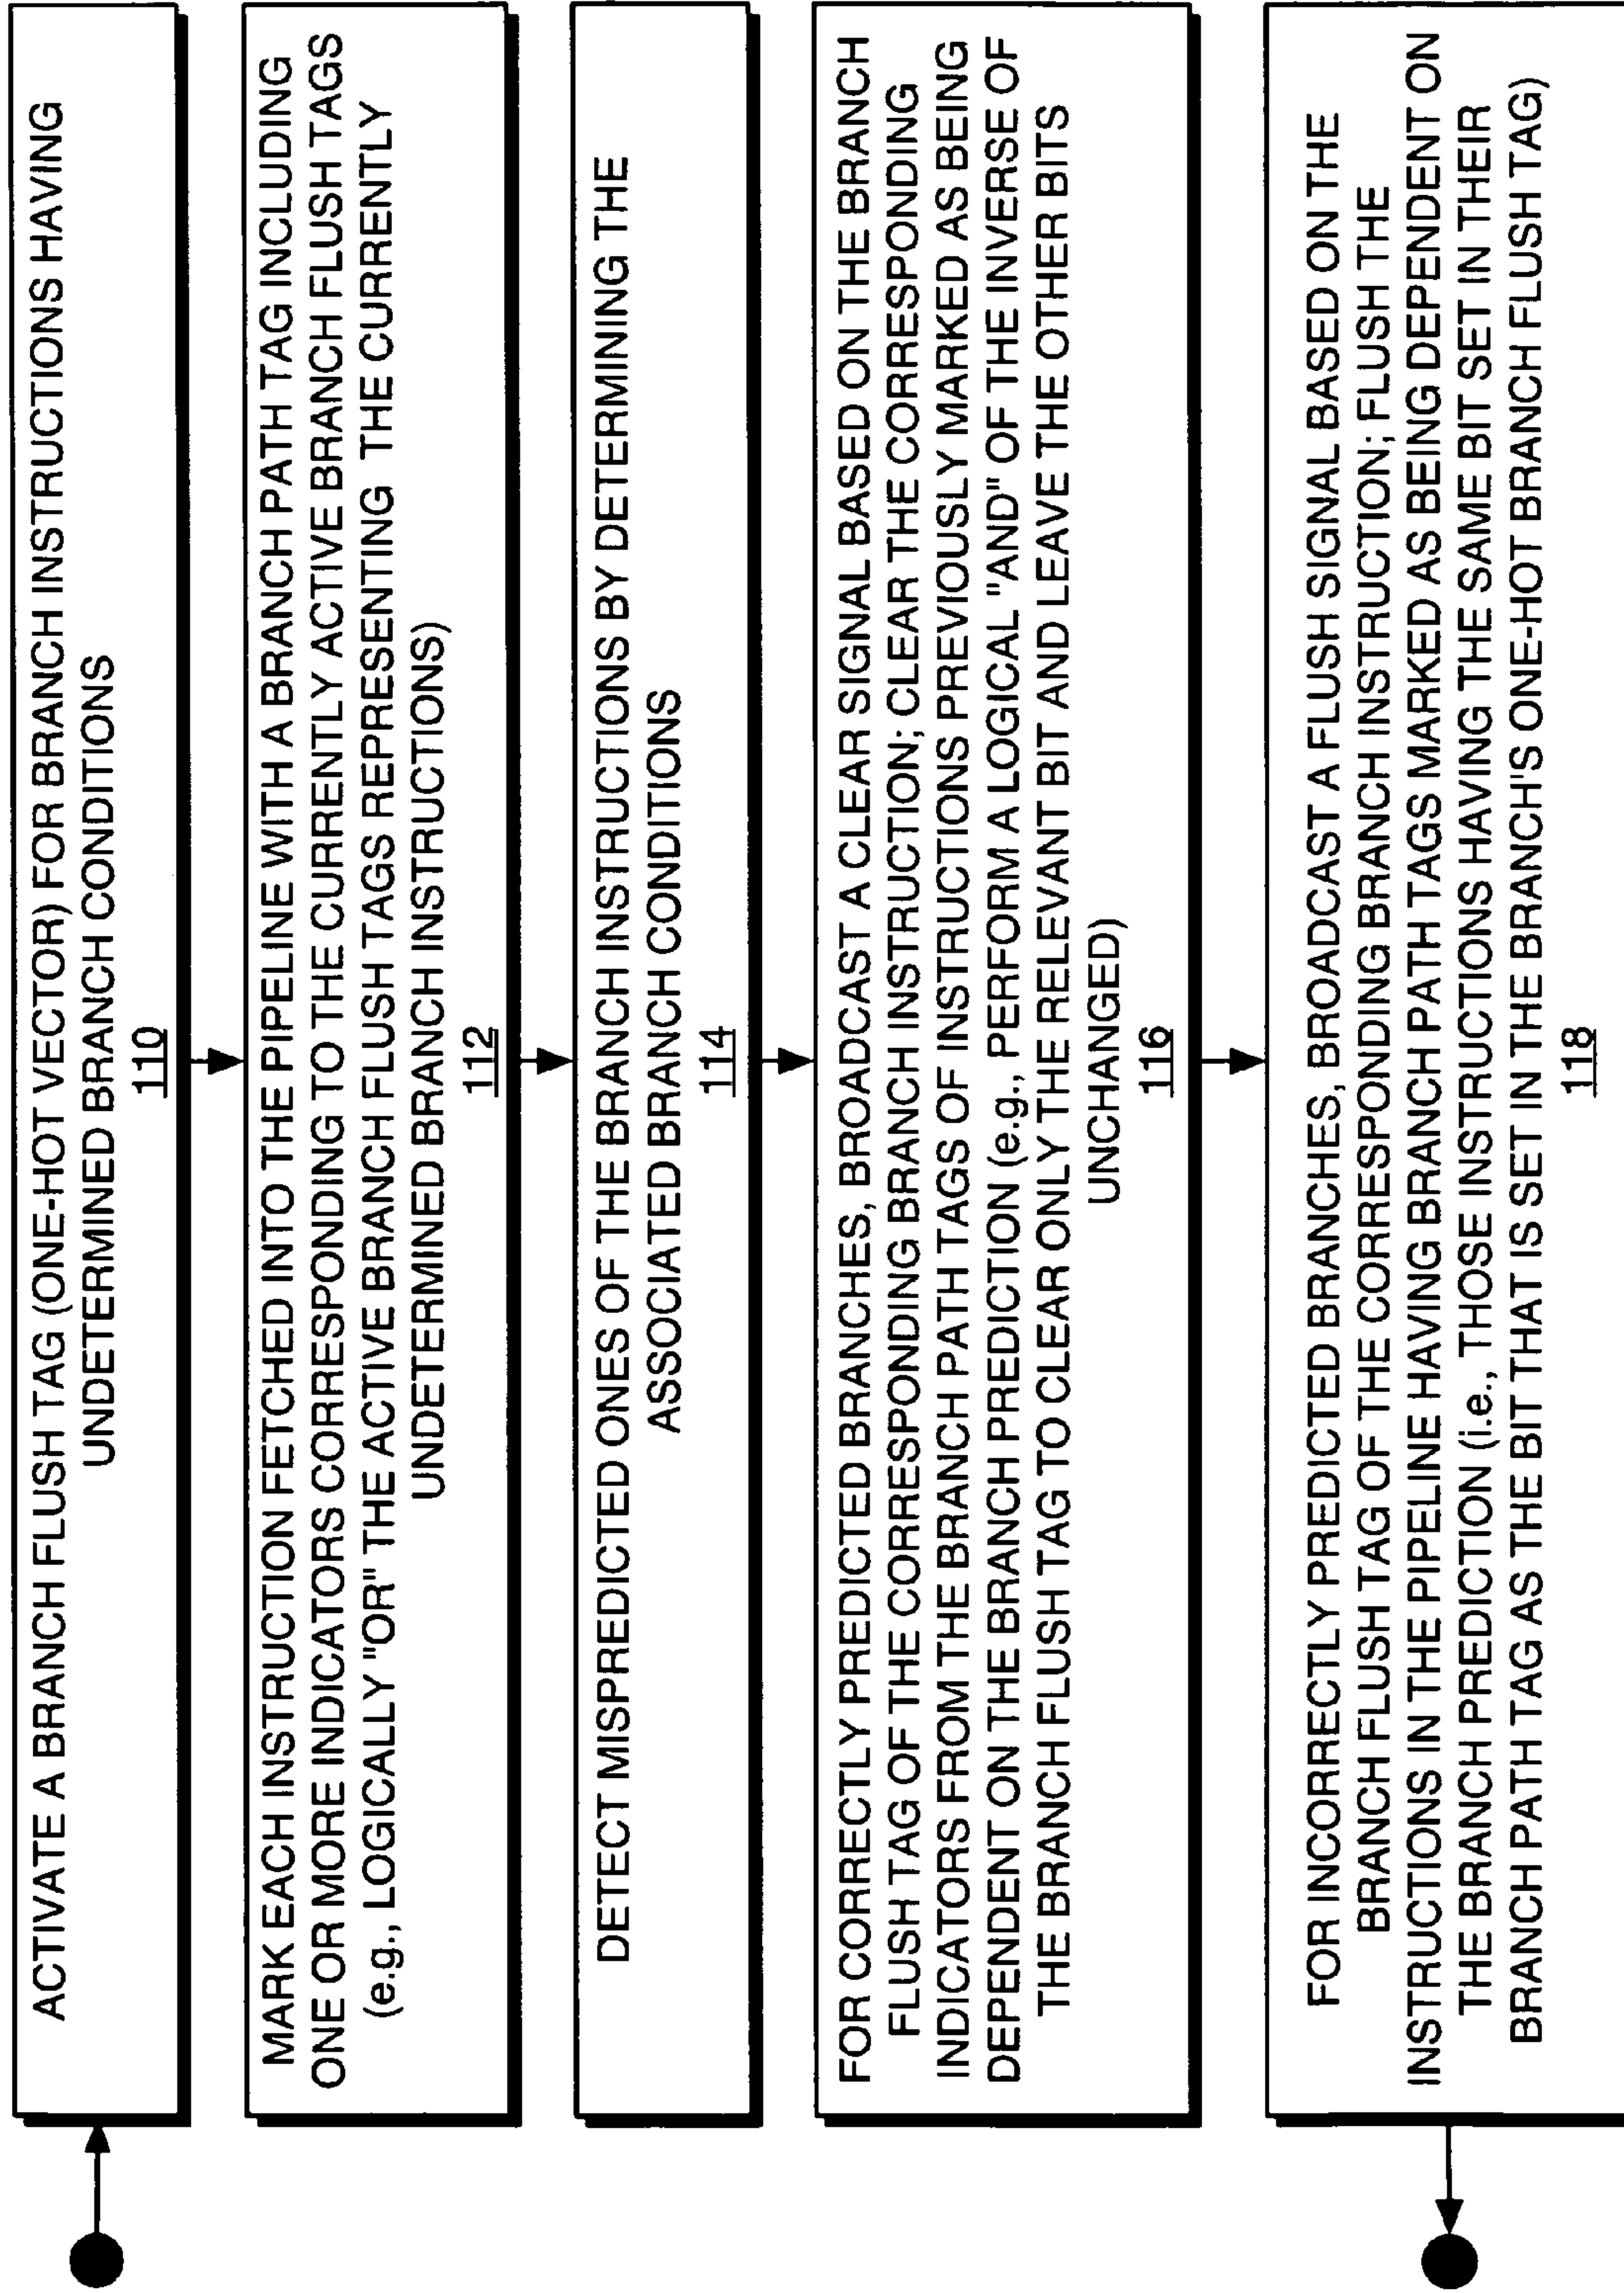 ACTIVATE A BRANCH FLUSH TAG (ONE-HOT VECTOR) FOR BRANCH INSTRUCTIONS HAVING
UNDETERMINED BRANCH CONDITIONS
110
MARK EACH INSTRUCTION FETCHED INTO THE PIPELINE WITH A BRANCH PATH TAG INCLUDING
ONE OR MORE INDICATORS CORRESPONDING TO THE CURRENTLY ACTIVE BRANCH FLUSH TAGS
(e.g., LOGICALLY "OR" THE ACTIVE BRANCH FLUSH TAGS REPRESENTING THE CURRENTLY
UNDETERMINED BRANCH INSTRUCTIONS)
112
DETECT MISPREDICTED ONES OF THE BRANCH INSTRUCTIONS BY DETERMINING THE
ASSOCIATED BRANCH CONDITIONS
114
FOR CORRECTLY PREDICTED BRANCHES, BROADCAST A CLEAR SIGNAL BASED ON THE BRANCH
FLUSH TAG OF THE CORRESPONDING BRANCH INSTRUCTION; CLEAR THE CORRESPONDING
INDICATORS FROM THE BRANCH PATH TAGS OF INSTRUCTIONS PREVIOUSLY MARKED AS BEING
DEPENDENT ON THE BRANCH PREDICTION (e.g., PERFORM A LOGICAL "AND" OF THE INVERSE OF
THE BRANCH FLUSH TAG TO CLEAR ONLY THE RELEVANT BIT AND LEAVE THE OTHER BITS
UNCHANGED)
116
FOR INCORRECTLY PREDICTED BRANCHES, BROADCAST A FLUSH SIGNAL BASED ON THE
BRANCH FLUSH TAG OF THE CORRESPONDING BRANCH INSTRUCTION; FLUSH THE
INSTRUCTIONS IN THE PIPELINE HAVING BRANCH PATH TAGS MARKED AS BEING DEPENDENT ON
THE BRANCH PREDICTION (i.e., THOSE INSTRUCTIONS HAVING THE SAME BIT SET IN THEIR
BRANCH PATH TAG AS THE BIT THAT IS SET IN THE BRANCH'S ONE-HOT BRANCH FLUSH TAG)
118